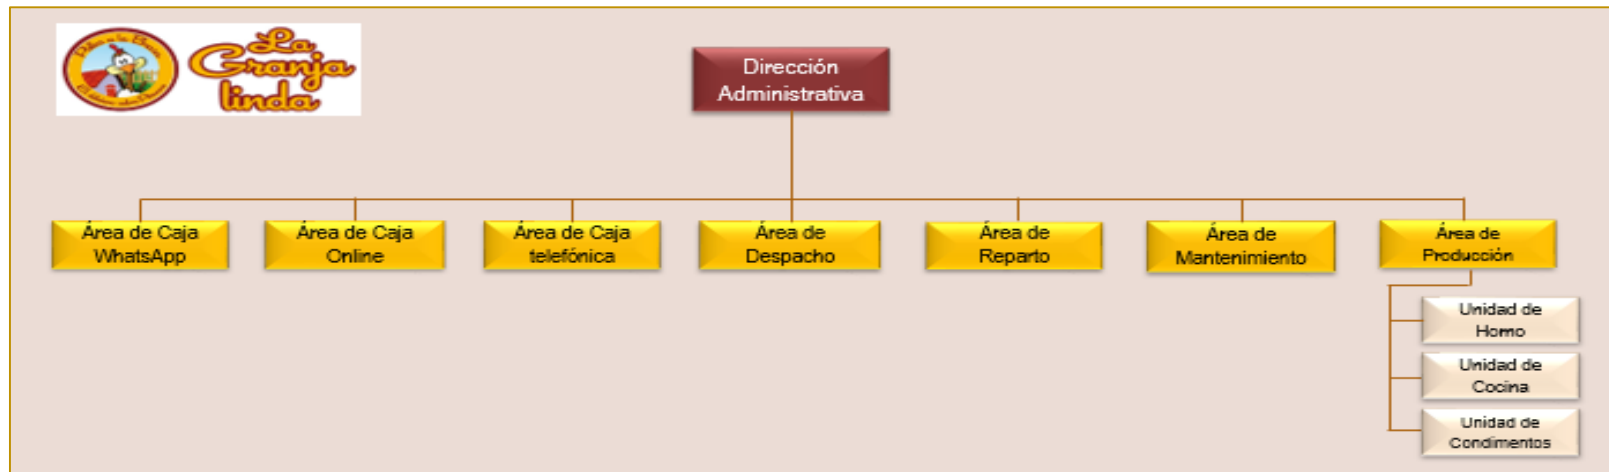 La
Granja
linda
Dirección
Administrativa
Área de Caja
WhatsApp
Área de Caja
Online
Área de Caja
telefónica
Área de
Despacho
Área de
Reparto
Área de
Mantenimiento
Área de
Producción
Unidad de
Horno
Unidad de
Cocina
Unidad de
Condimentos